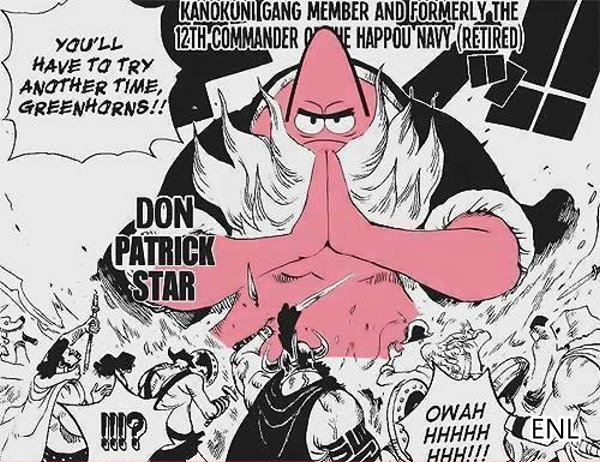 KANOKUNI GANG MEMBER AND FORMERLY THE
12TH COMMANDER OF THE HAPPOU NAVY (RETIRED)
YOU'LL
HAVE TO TRY
ANOTHER TIME,
GREENHORNS!!
DON
PATRICK
STAR
!!!?
OWAH
HHHHH
HHH!!!
ENL